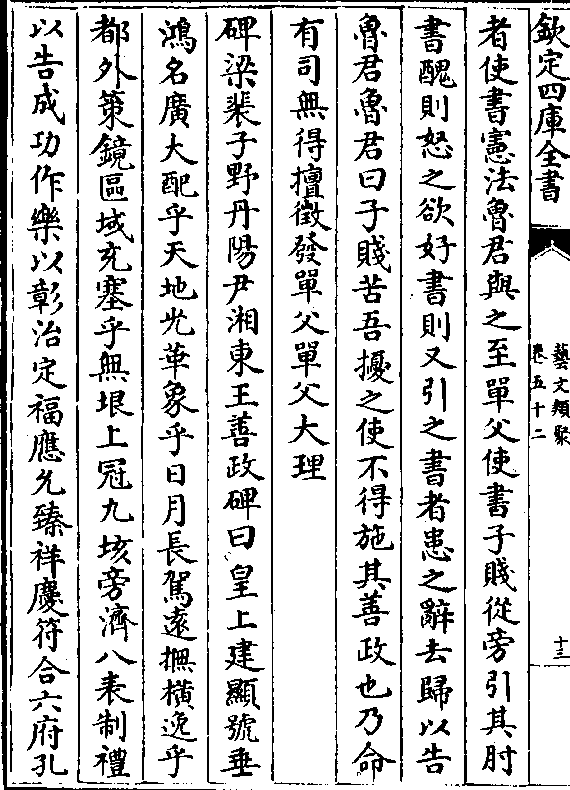 欽定四庫全書
藝文類聚
卷五十二
十三
者使書憲法魯君與之至單父使書子賤從旁引其肘
書醜則怒之欲好書則又引之書者患之辭去歸以告
魯君魯君曰子賤苦吾擾之使不得施其善政也乃命
有司無得擅徵發單父單父大理
碑梁裴子野丹陽尹湘東王善政碑曰皇上建顯號垂
鴻名廣大配乎天地光華象乎日月長駕遠撫橫逸乎
都外策鏡區域充塞乎無垠上冠九垓旁濟八表制禮
以告成功作樂以彰治定福應允臻祥慶符合六府孔